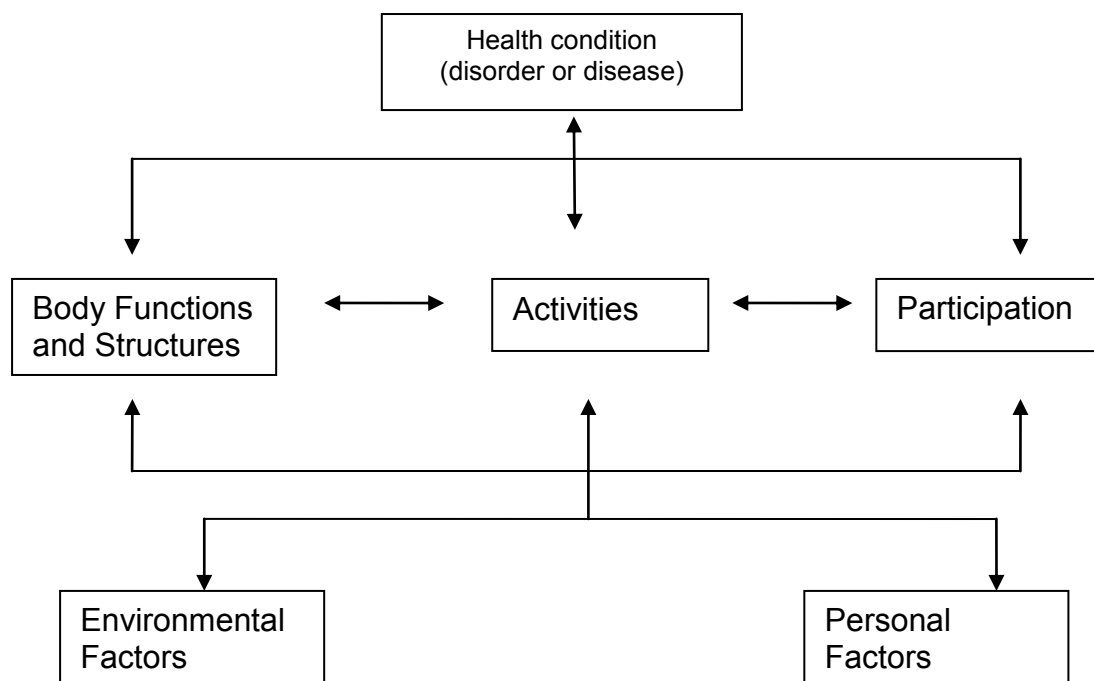 Health condition
(disorder or disease)
Body Functions
and Structures
Activities
Participation
Environmental
Factors
Personal
Factors